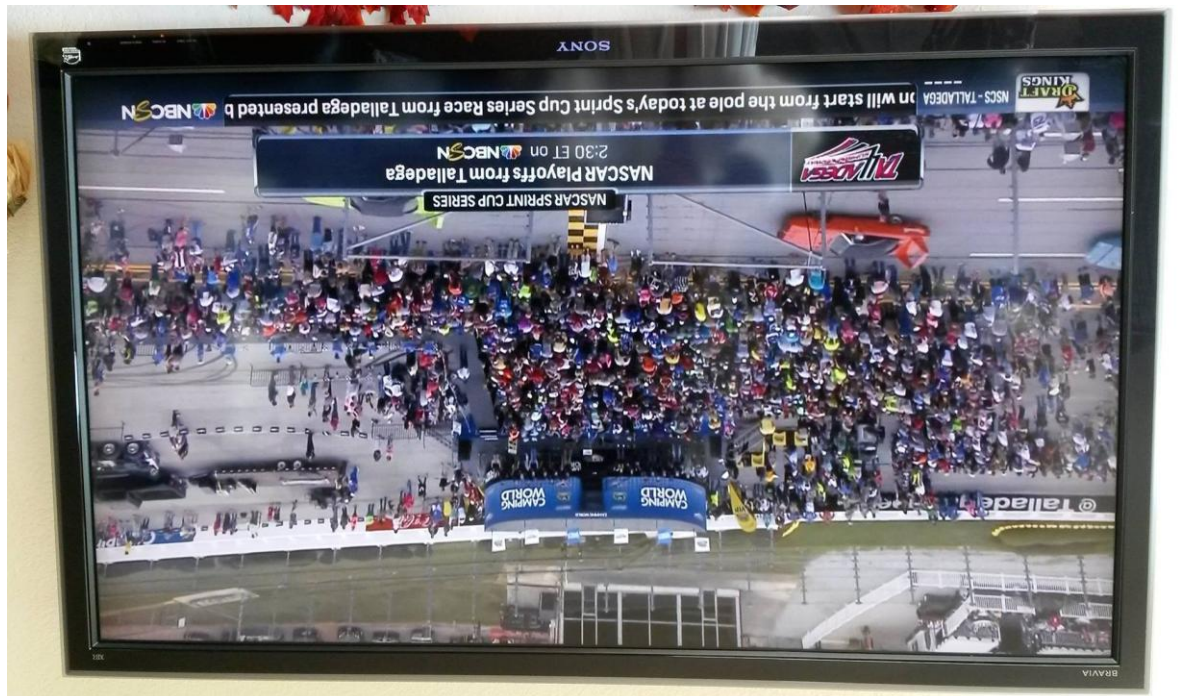 BRAVIA
@Tallade
CAMPING WORLD
CAMPING WORLD
NASCAR SPRINT CUP SERIES
TALLADEGA
NASCAR Playoffs from Talladega
2:30 ET on NBCSN
DRAFT KINGS
NSCS - TALLADEGA
on will start from the pole at today's Sprint Cup Series Race from Talladega presented b
NBCSN
SONY